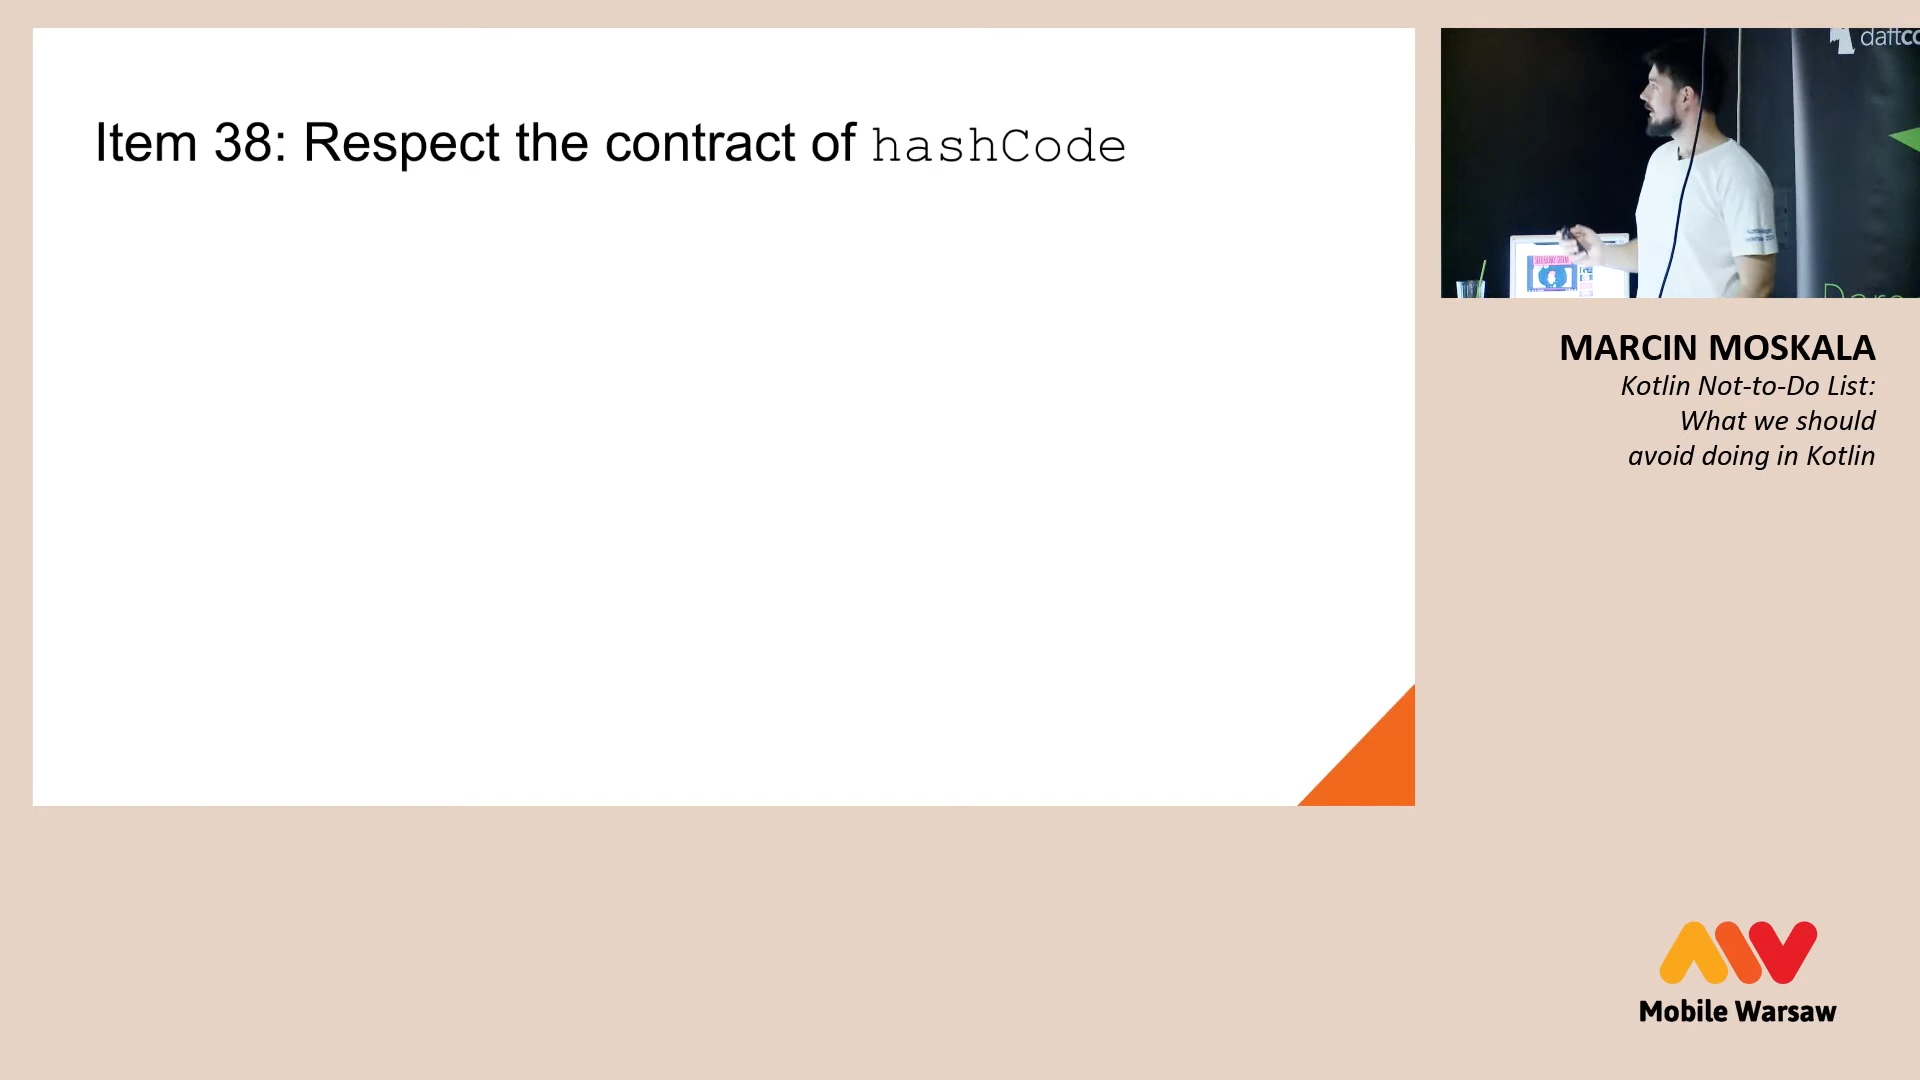 Item 38: Respect the contract of hashCode
MARCIN MOSKALA
Kotlin Not-to-Do List:
What we should
avoid doing in Kotlin
Mobile Warsaw